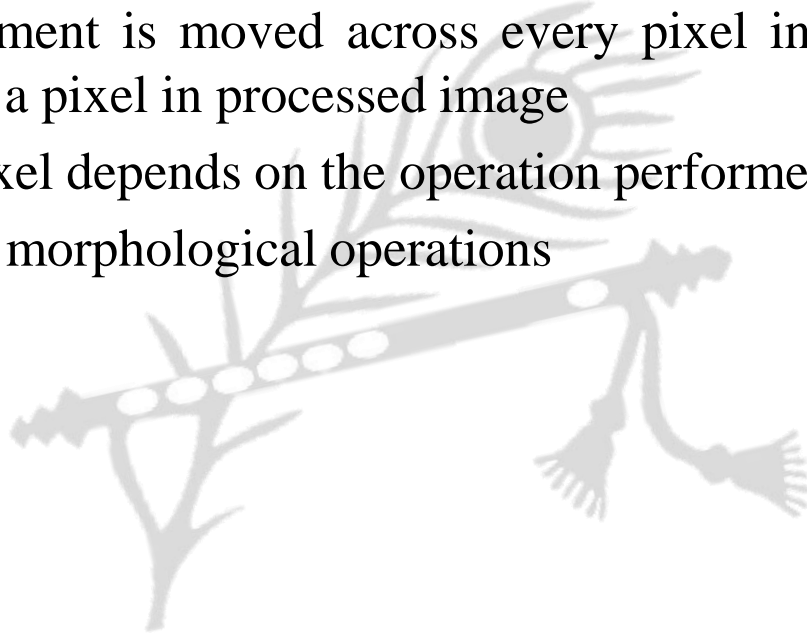 ment is moved across every pixel in
a pixel in processed image
xel depends on the operation performe
morphological operations